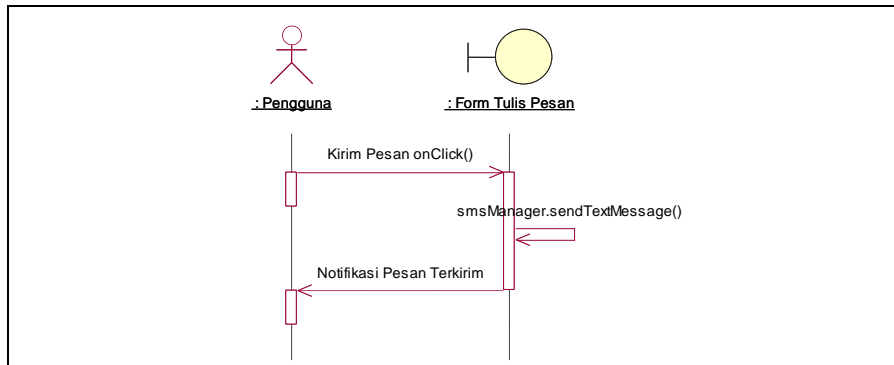 : Pengguna
: Form Tulis Pesan
Kirim Pesan onClick()
smsManager.sendTextMessage()
Notifikasi Pesan Terkirim